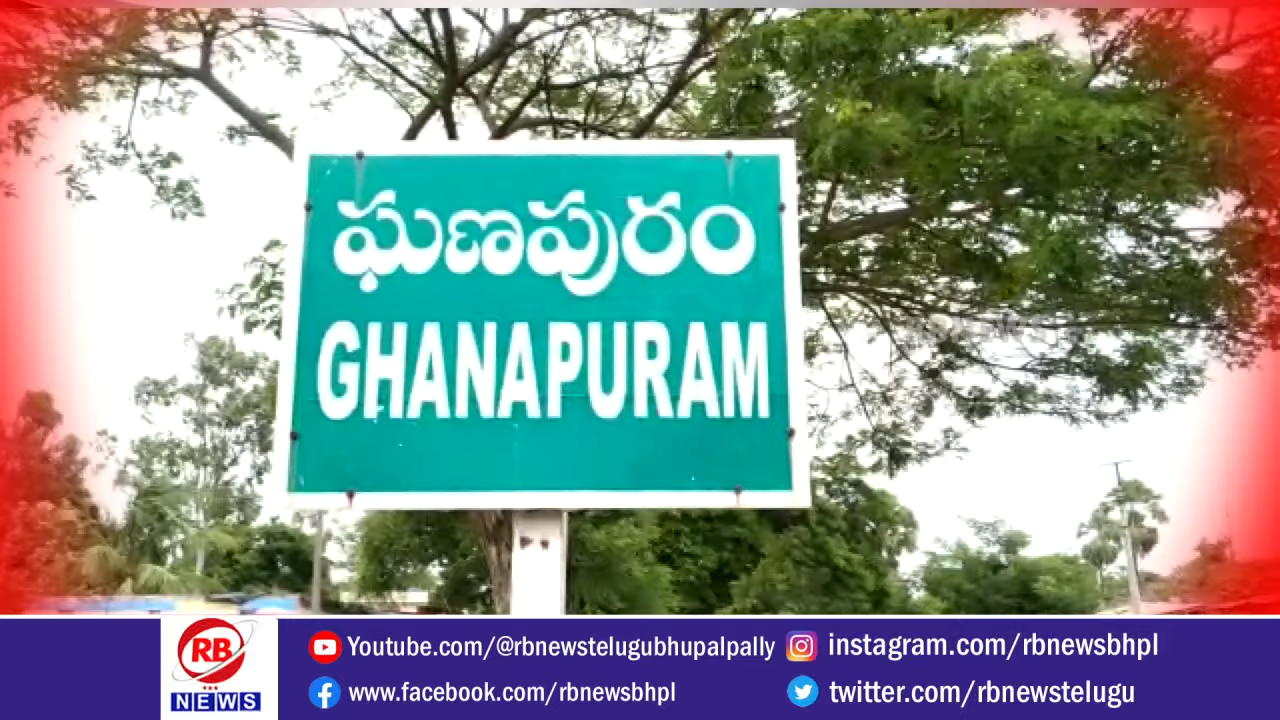 ఘణపురం
GHANAPURAM
RB
NEWS
Youtube.com/@rbnewstelugubhupalpally
instagram.com/rbnewsbhpl
www.facebook.com/rbnewsbhpl
twitter.com/rbnewstelugu